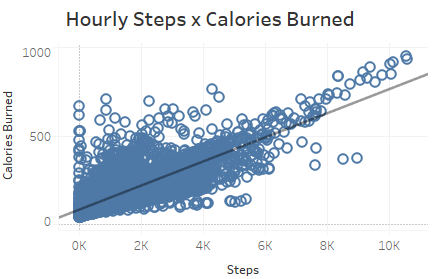 Hourly Steps x Calories Burned
1000
500
0
Calories Burned
0K 2K 4K 6K 8K 10K
Steps